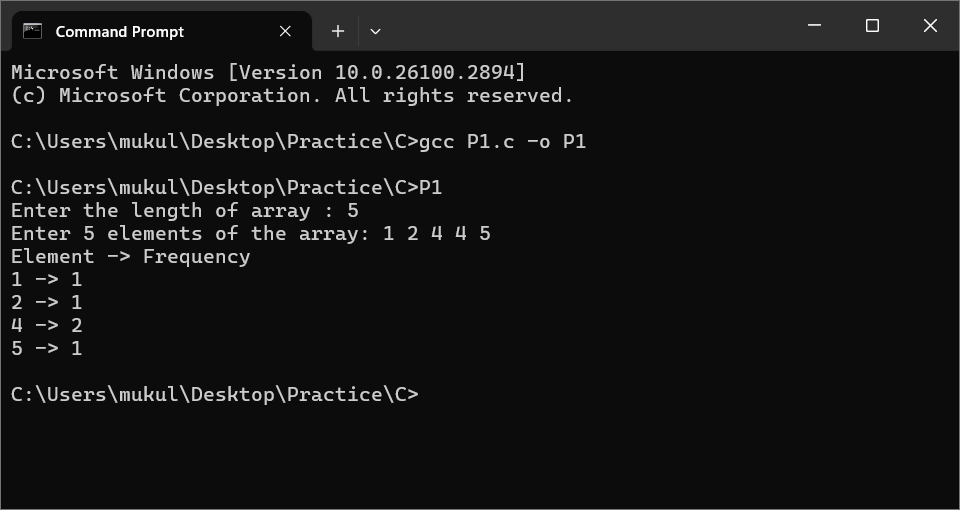 Command Prompt
Microsoft Windows [Version 10.0.26100.2894]
(c) Microsoft Corporation. All rights reserved.
C:\Users\mukul\Desktop\Practice\C>gcc P1.c -o P1
C:\Users\mukul\Desktop\Practice\C>P1
Enter the length of array : 5
Enter 5 elements of the array: 1 2 4 4 5
Element -> Frequency
1 -> 1
2 -> 1
4 -> 2
5 -> 1
C:\Users\mukul\Desktop\Practice\C>